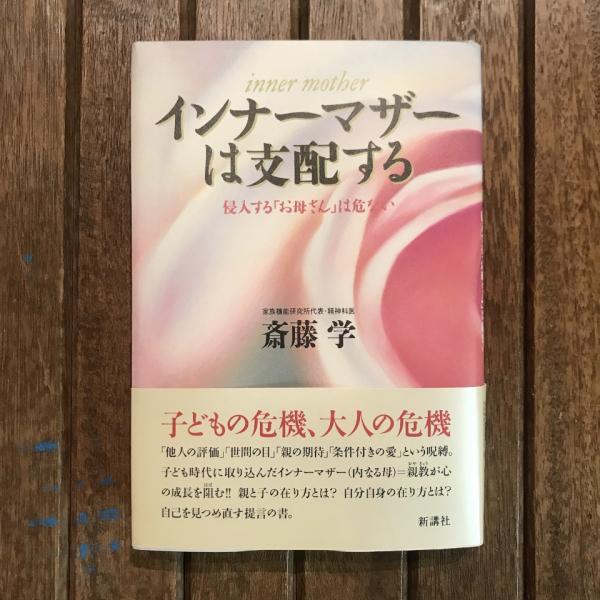 inner mother
インナーマザー
は支配する
侵入する「お母さん」は危ない
家族機能研究所代表・精神科医
斎藤 学
子どもの危機、大人の危機
「他人の評価」「世間の目」「親の期待」「条件付きの愛」という呪縛。
子ども時代に取り込んだインナーマザー(内なる母)=親教が心
の成長を阻む!! 親と子の在り方とは? 自分自身の在り方とは?
自己を見つめ直す提言の書。
新講社